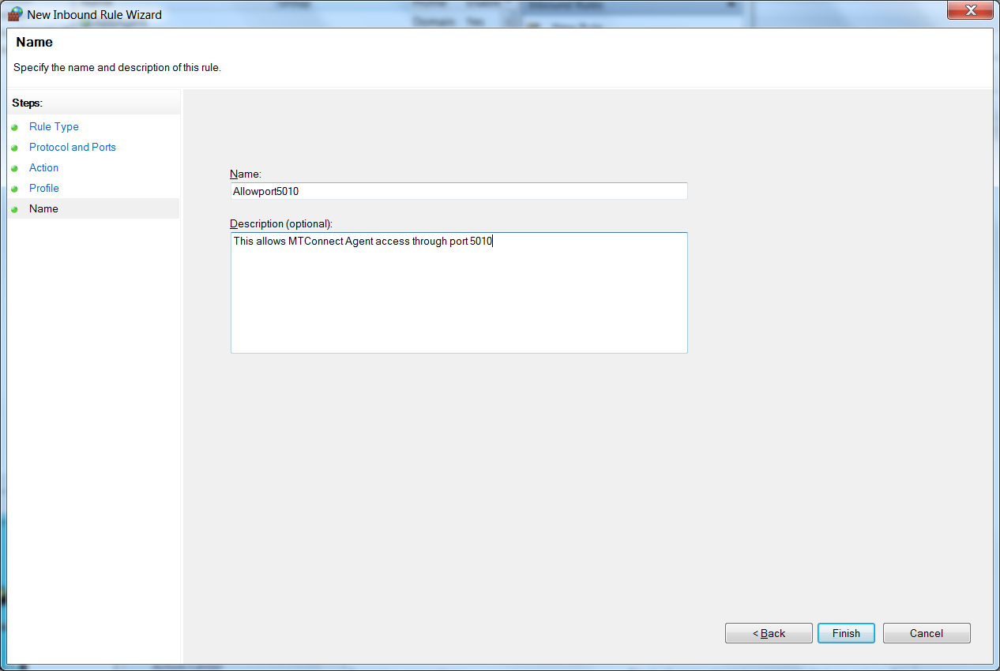 New Inbound Rule Wizard
Name
Specify the name and description of this rule.
Steps:
Rule Type
Protocol and Ports
Action
Profile
Name
Name:
Allowport5010
Description (optional):
This allows MTConnect Agent access through port 5010
< Back
Finish
Cancel